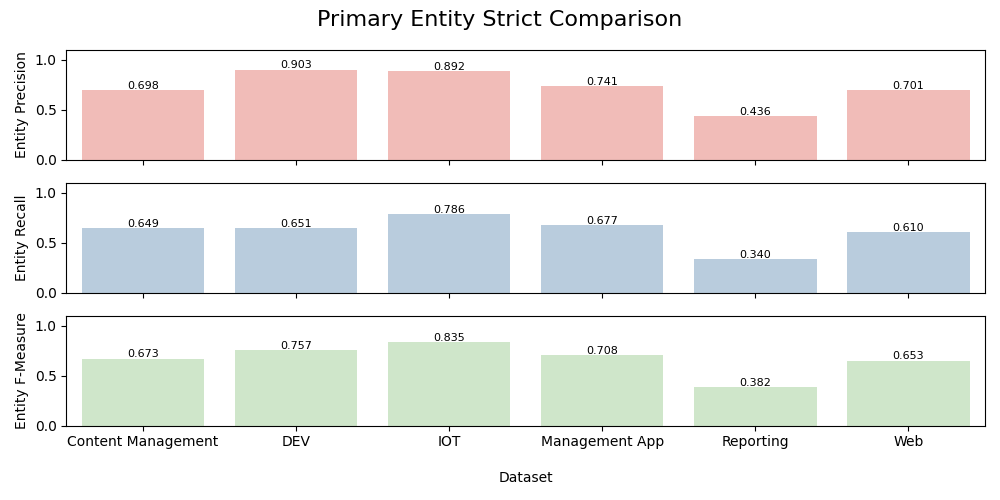 Primary Entity Strict Comparison
Entity Precision
1.0
0.5
0.0
0.698
0.903
0.892
0.741
0.436
0.701
Entity Recall
1.0
0.5
0.0
0.649
0.651
0.786
0.677
0.340
0.610
Entity F-Measure
1.0
0.5
0.0
0.673
0.757
0.835
0.708
0.382
0.653
Content Management
DEV
IOT
Management App
Reporting
Web
Dataset